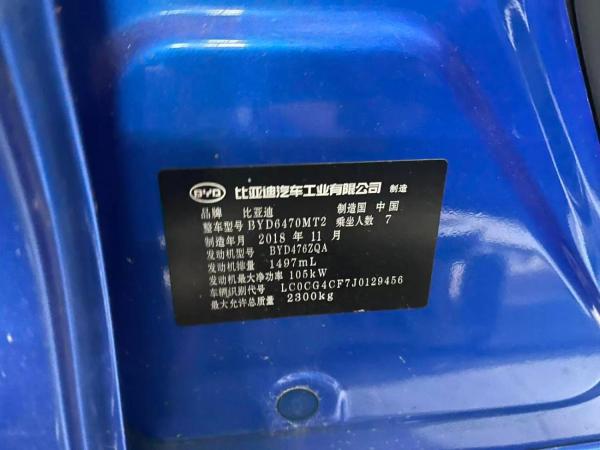 BYD 比亚迪汽车工业有限公司 制造
品牌 比亚迪 制造国 中国
整车型号 BYD6470MT2 乘坐人数 7
制造年月 2018 年 11 月
发动机型号 BYD476ZQA
发动机排量 1497mL
发动机最大净功率 105kW
车辆识别代号 LC0CG4CF7J0129456
最大允许总质量 2300kg